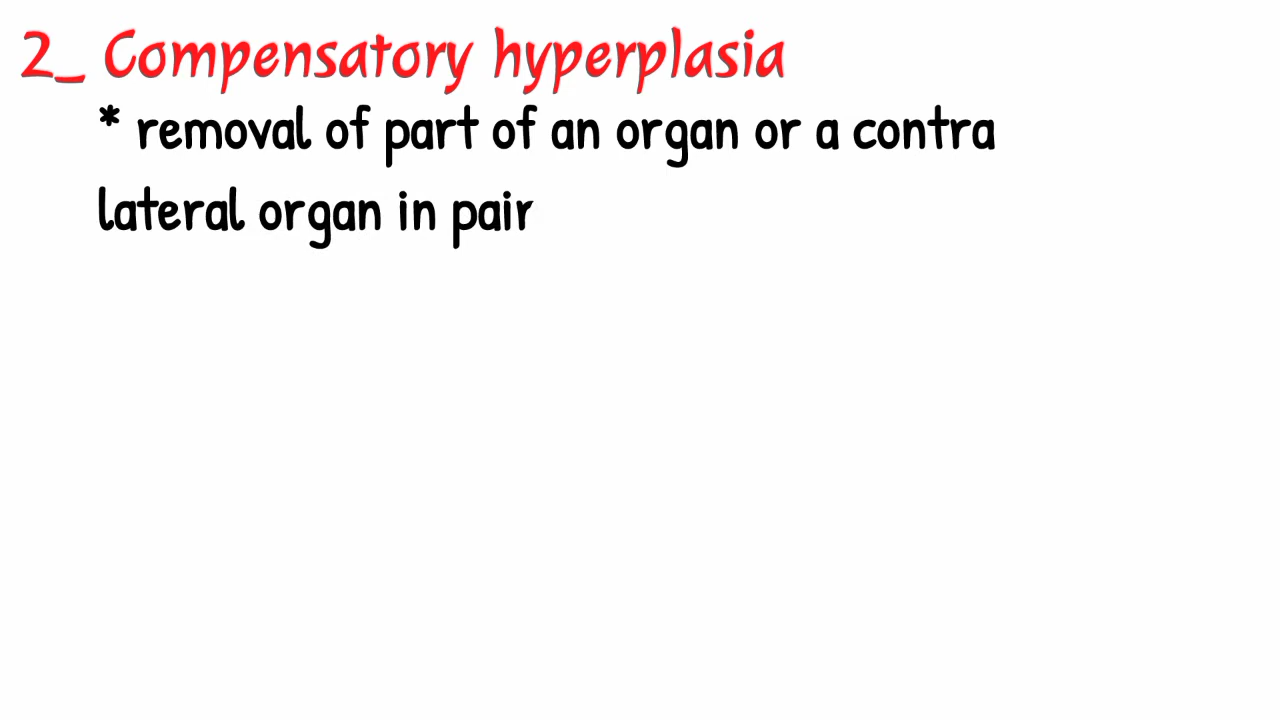 2_ Compensatory hyperplasia
* removal of part of an organ or a contra
lateral organ in pair